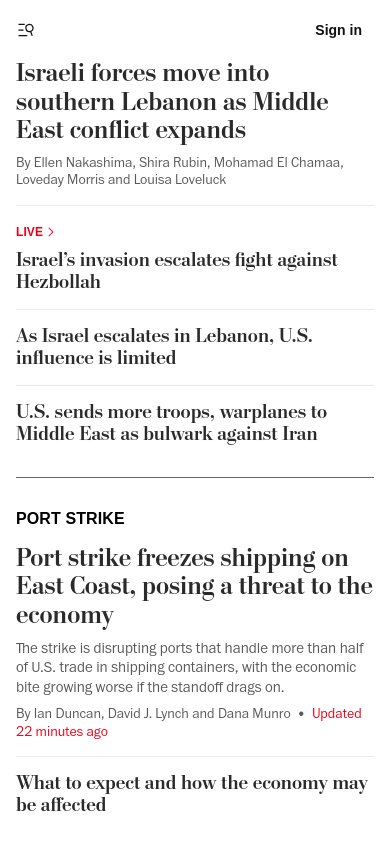 Sign in
Israeli forces move into
southern Lebanon as Middle
East conflict expands
By Ellen Nakashima, Shira Rubin, Mohamad El Chamaa,
Loveday Morris and Louisa Loveluck
LIVE
Israel’s invasion escalates fight against
Hezbollah
As Israel escalates in Lebanon, U.S.
influence is limited
U.S. sends more troops, warplanes to
Middle East as bulwark against Iran
PORT STRIKE
Port strike freezes shipping on
East Coast, posing a threat to the
economy
The strike is disrupting ports that handle more than half
of U.S. trade in shipping containers, with the economic
bite growing worse if the standoff drags on.
By Ian Duncan, David J. Lynch and Dana Munro • Updated
22 minutes ago
What to expect and how the economy may
be affected